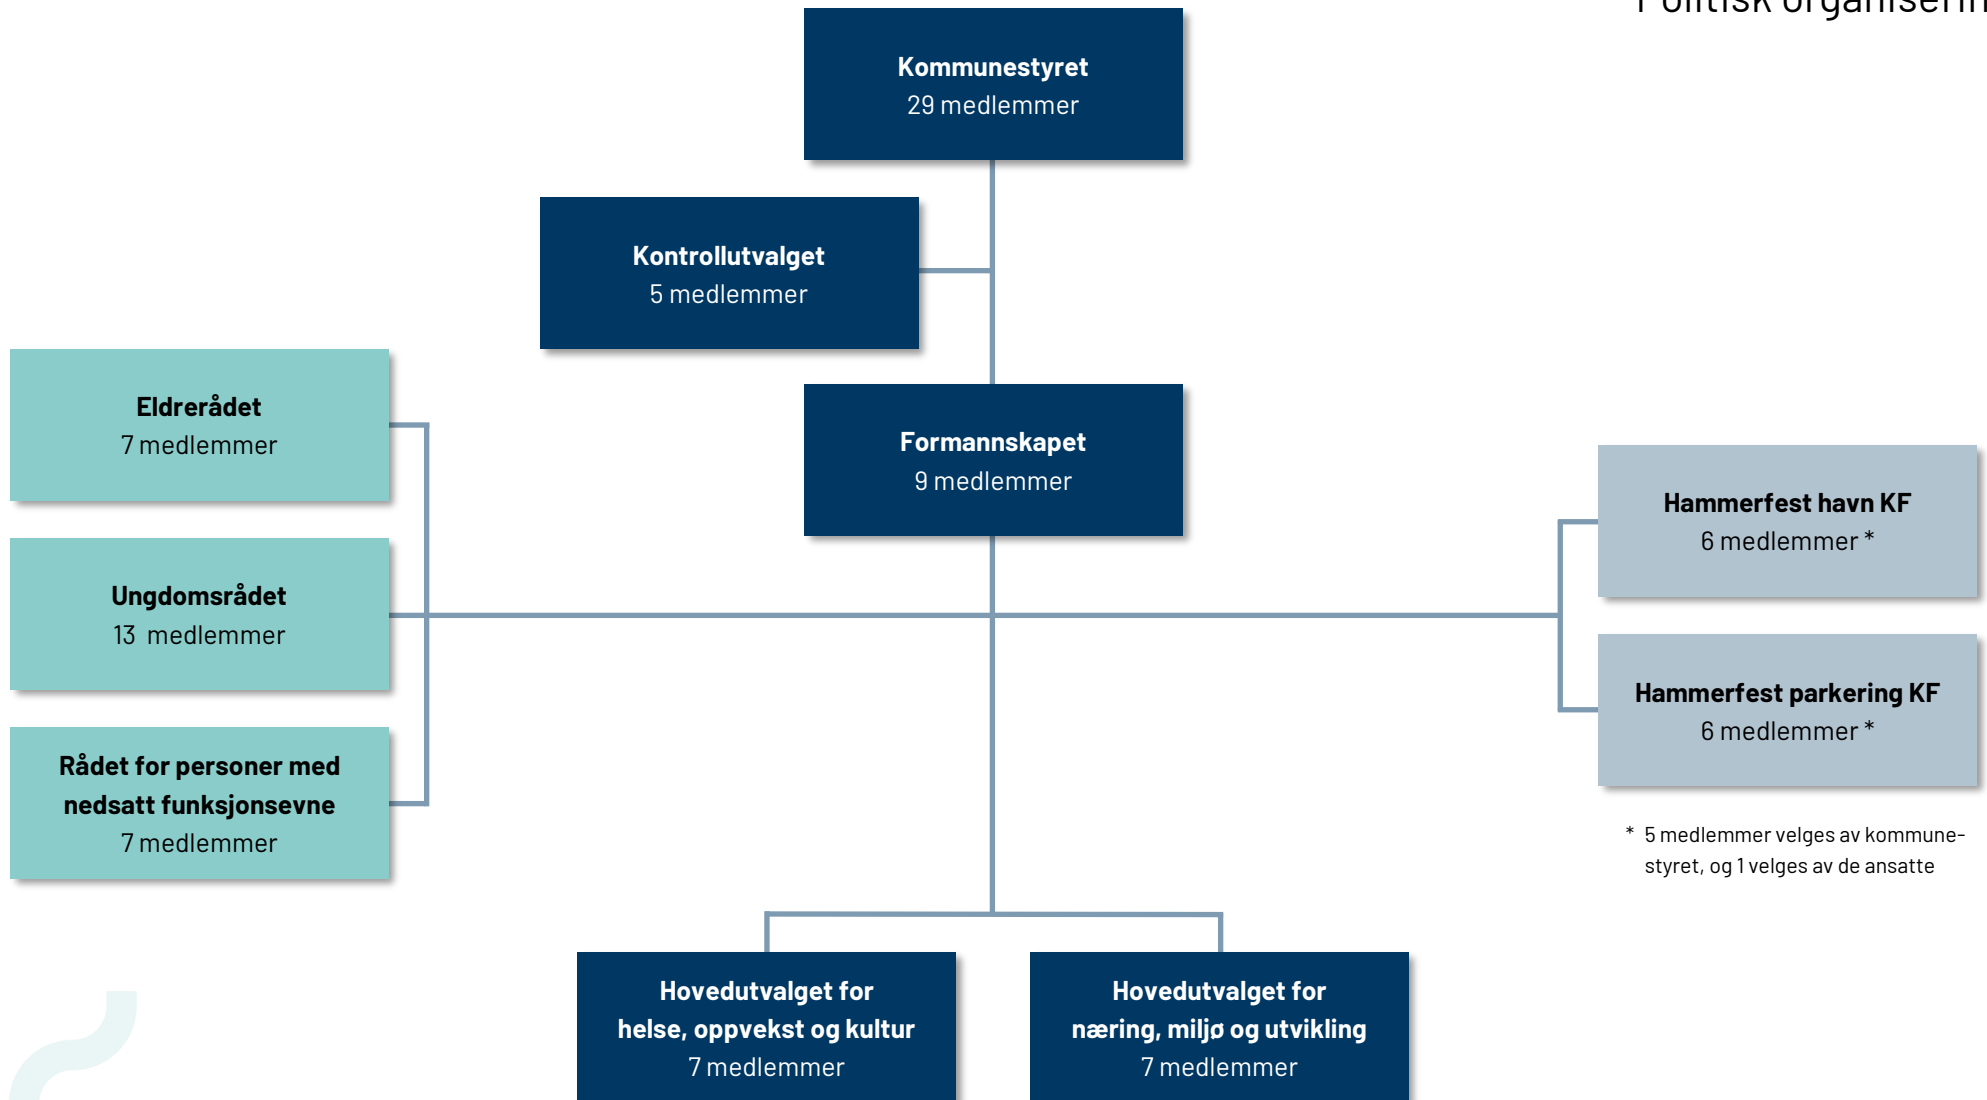 Politisk
Kommunestyret
29 medlemmer
Kontrollutvalget
5 medlemmer
Eldrerådet
7 medlemmer
Formannskapet
9 medlemmer
Hammerfest havn KF
6 medlemmer *
Ungdomsrådet
13 medlemmer
Hammerfest parkering KF
6 medlemmer *
Rådet for personer med
nedsatt funksjonsevne
7 medlemmer
* 5 medlemmer velges av kommune-
styret, og 1 velges av de ansatte
Hovedutvalget for
helse, oppvekst og kultur
7 medlemmer
Hovedutvalget for
næring, miljø og utvikling
7 medlemmer